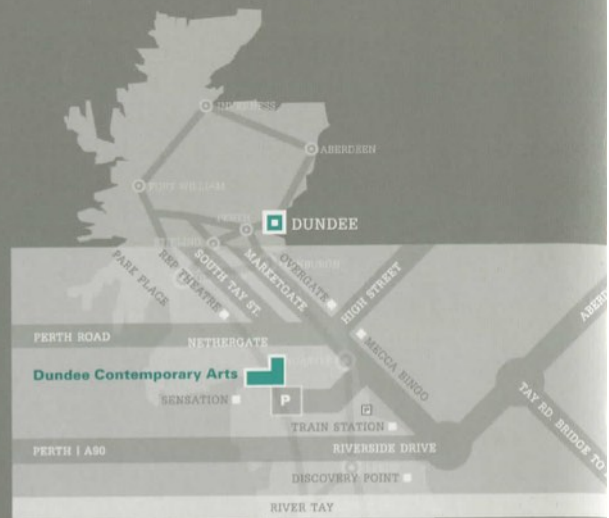 INVERNESS
ABERDEEN
FORT WILLIAM
PERTH
DUNDEE
STIRLING
EDINBURGH
PARK PLACE
REP THEATRE
SOUTH TAY ST.
MARKETGATE
OVERGATE
HIGH STREET
PERTH ROAD
NETHERGATE
MECCA BINGO
Dundee Contemporary Arts
SENSATION
P
P
TRAIN STATION
PERTH | A90
RIVERSIDE DRIVE
TAY RD. BRIDGE TO
DISCOVERY POINT
RIVER TAY